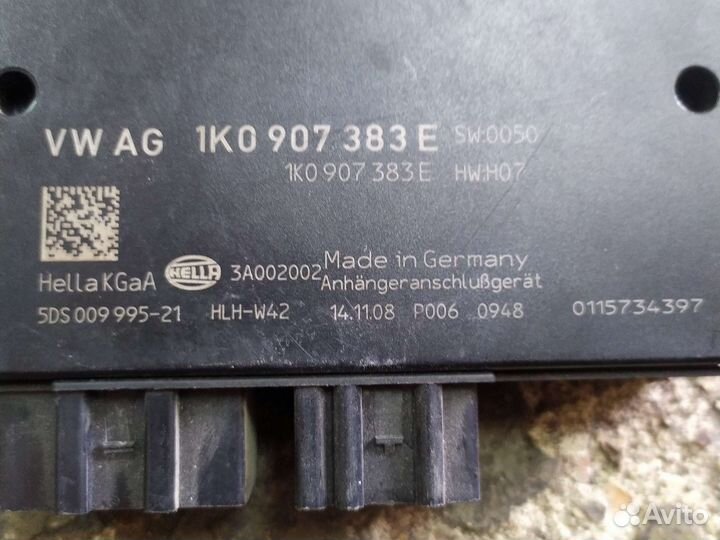 VW AG 1K0 907 383 E SW:0050
1K0 907 383 E HW:H07
Made in Germany
Hella KGaA HELLA 3A002002 Anhängeranschlußgerät
5DS 009 995-21 HLH-W42 14.11.08 P006 0948 0115734397
Avito